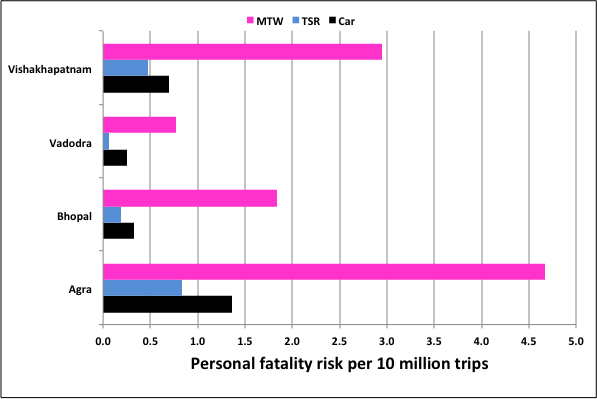 MTW TSR Car
Vishakhapatnam
Vadodra
Bhopal
Agra
0.0 0.5 1.0 1.5 2.0 2.5 3.0 3.5 4.0 4.5 5.0
Personal fatality risk per 10 million trips